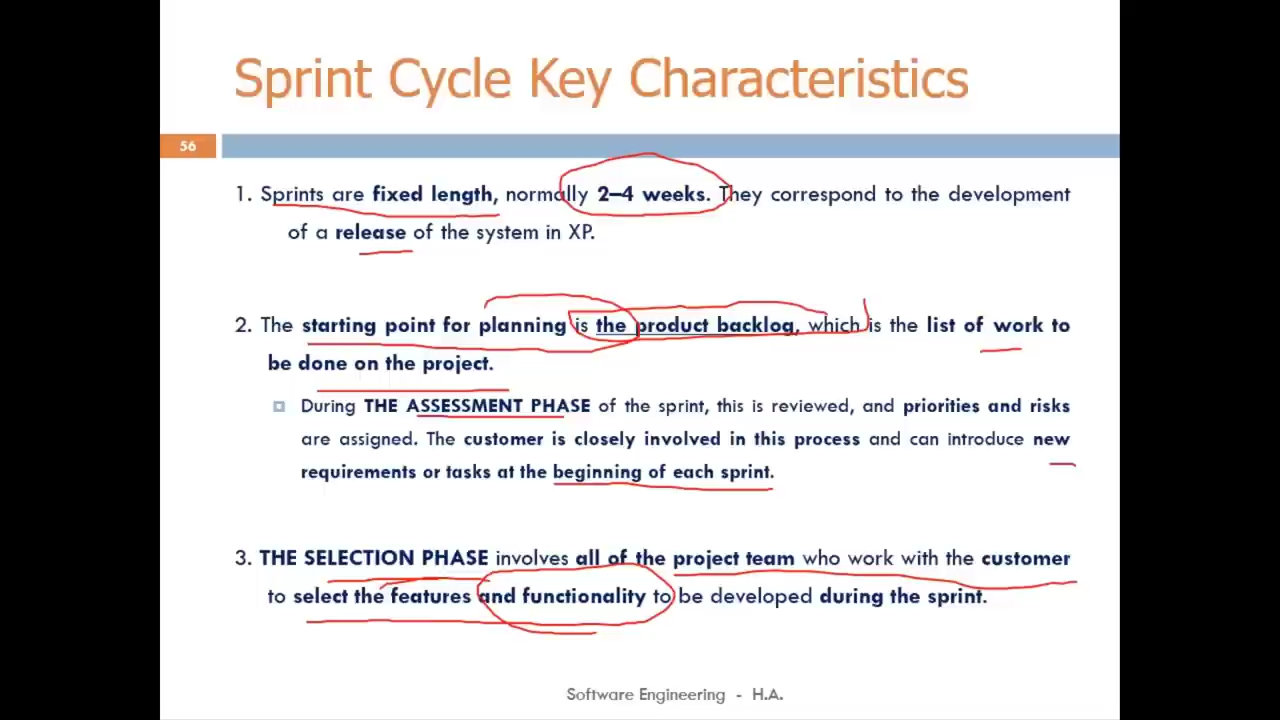 Sprint Cycle Key Characteristics
56
1. Sprints are fixed length, normally 2–4 weeks. They correspond to the development
of a release of the system in XP.
2. The starting point for planning is the product backlog, which is the list of work to
be done on the project.
During THE ASSESSMENT PHASE of the sprint, this is reviewed, and priorities and risks
are assigned. The customer is closely involved in this process and can introduce new
requirements or tasks at the beginning of each sprint.
3. THE SELECTION PHASE involves all of the project team who work with the customer
to select the features and functionality to be developed during the sprint.
Software Engineering - H.A.